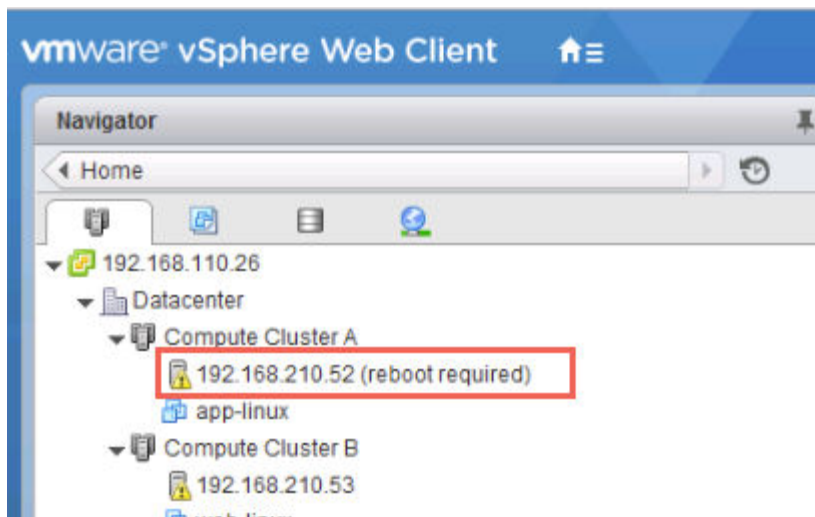 vmware® vSphere Web Client
Navigator
Home
192.168.110.26
Datacenter
Compute Cluster A
192.168.210.52 (reboot required)
app-linux
Compute Cluster B
192.168.210.53